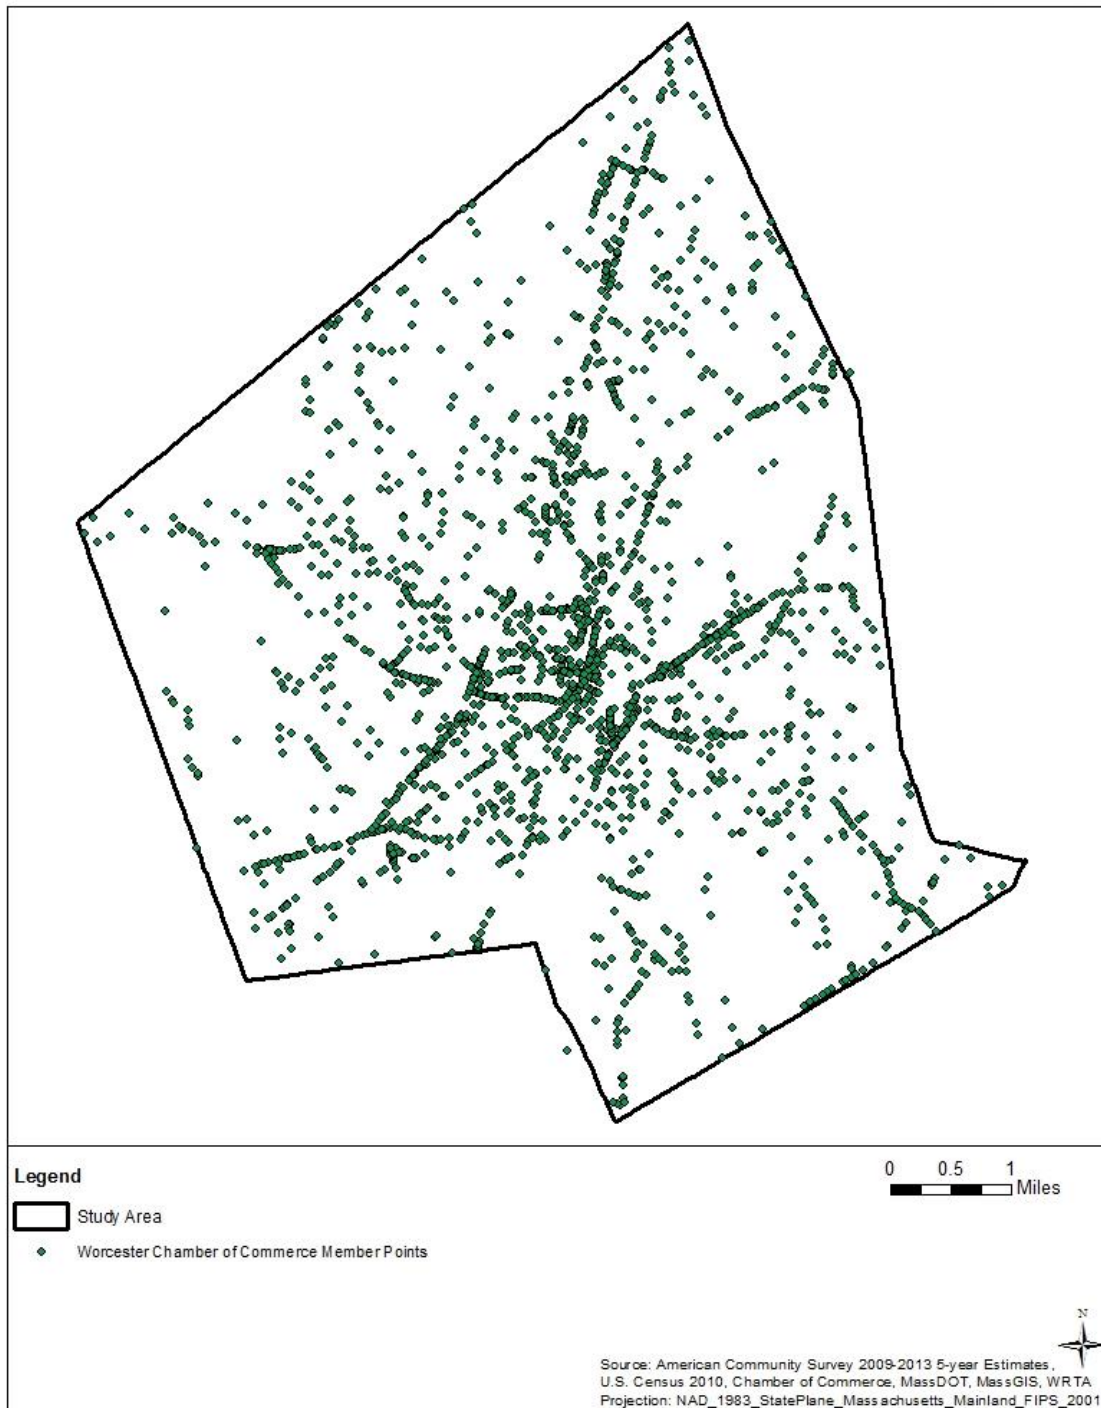 Legend
0 0.5 1
Miles
Study Area
Worcester Chamber of Commerce Member Points
N
Source: American Community Survey 2009-2013 5-year Estimates,
U.S. Census 2010, Chamber of Commerce, MassDOT, MassGIS, WRTA
Projection: NAD_1983_StatePlane_Massachusetts_Mainland_FIPS_2001